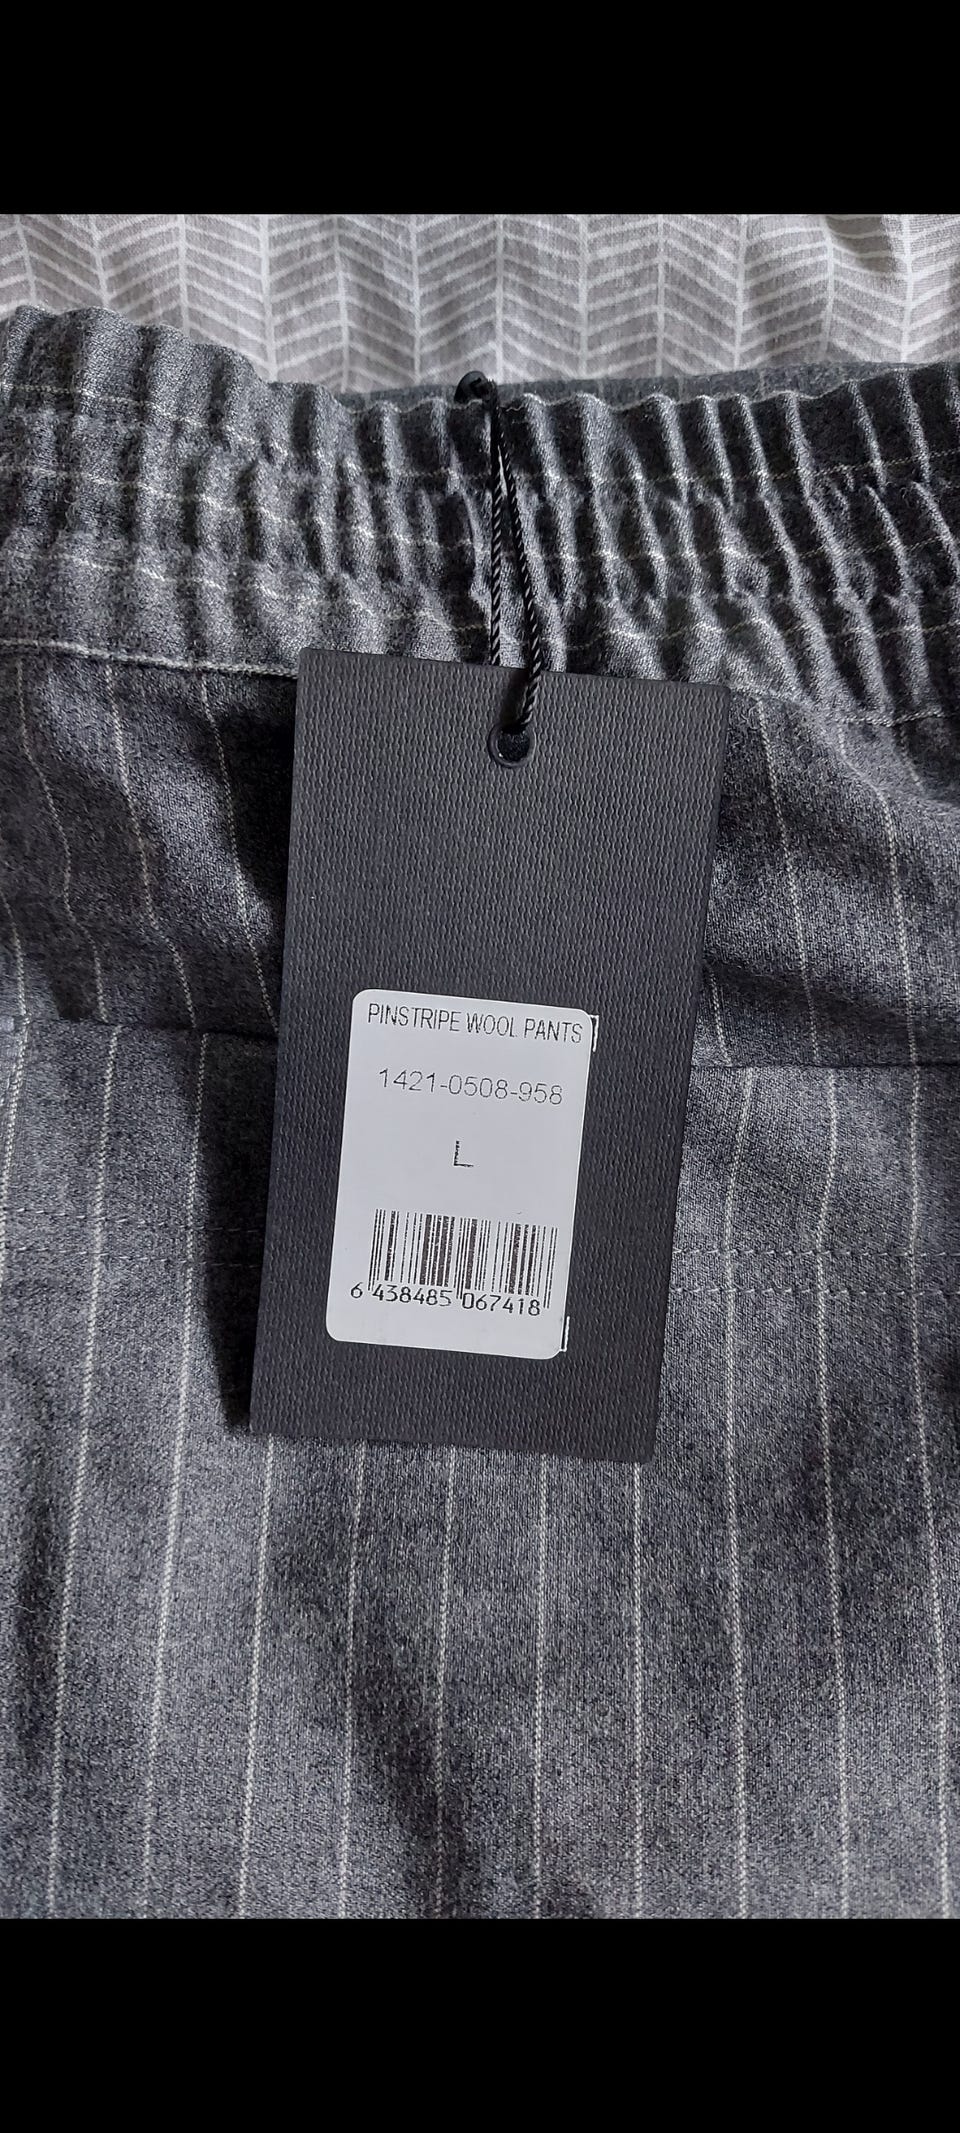 PINSTRIPE WOOL PANTS
1421-0508-958
L
6 438485 067418